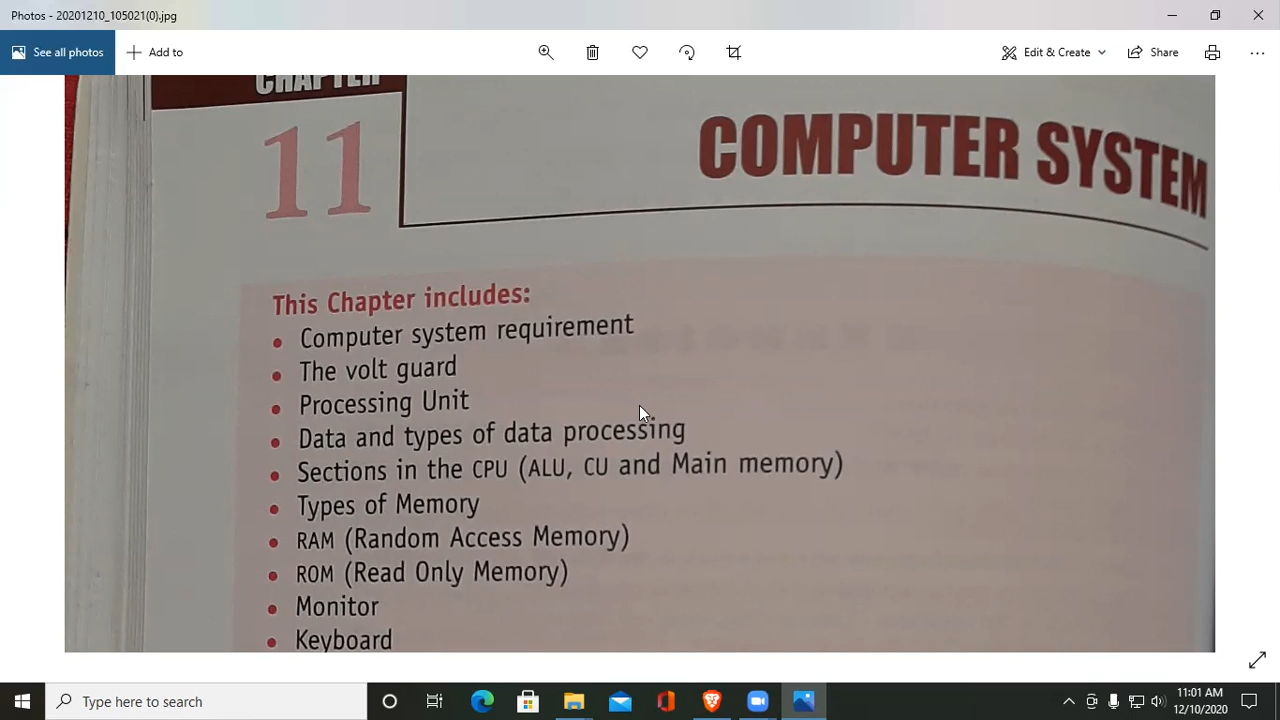 Photos - 20201210_105021(0).jpg
See all photos
Add to
Edit & Create
Share
CHAPTER
11
COMPUTER SYSTEM
This Chapter includes:
• Computer system requirement
• The volt guard
• Processing Unit
• Data and types of data processing
• Sections in the CPU (ALU, CU and Main memory)
• Types of Memory
• RAM (Random Access Memory)
• ROM (Read Only Memory)
• Monitor
• Keyboard
Type here to search
11:01 AM
12/10/2020